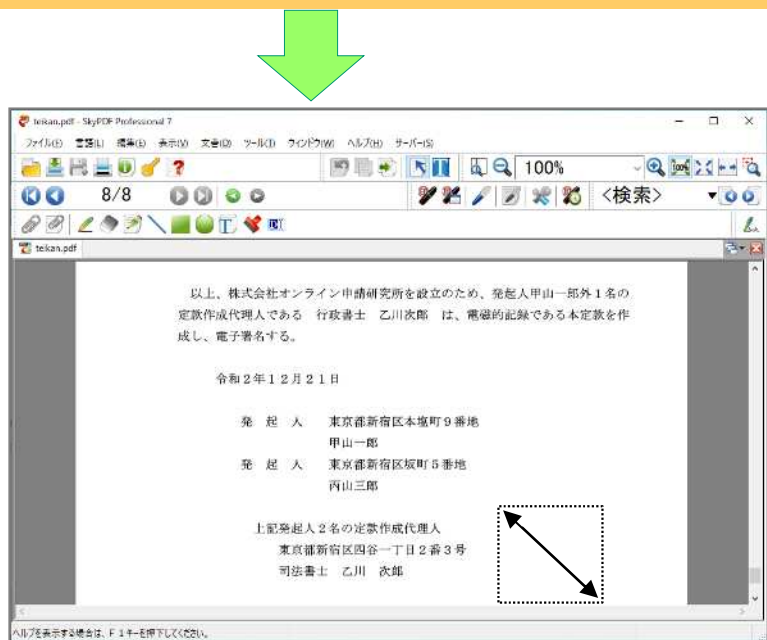 teikan.pdf - SkyPDF Professional 7
ファイル(F) 言語(L) 編集(E) 表示(V) 文書(D) ツール(K) ウィンドウ(W) ヘルプ(H) サーバー(S)
100%
8/8
<検索>
teikan.pdf
以上、株式会社オンライン申請研究所を設立のため、発起人甲山一郎外１名の
定款作成代理人である 行政書士 乙川次郎 は、電磁的記録である本定款を作
成し、電子署名する。
令和２年１２月２１日
発 起 人 東京都新宿区本塩町９番地
甲山一郎
発 起 人 東京都新宿区坂町５番地
丙山三郎
上記発起人２名の定款作成代理人
東京都新宿区四谷一丁目２番３号
司法書士 乙川 次郎
ヘルプを表示する場合は、Ｆ１キーを押下してください。